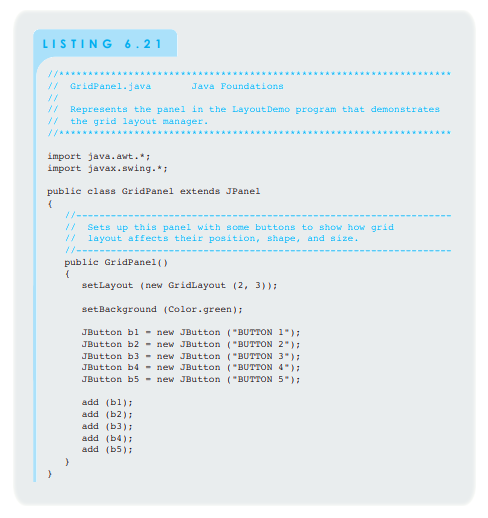 LISTING 6.21
//********************************************************************
//  GridPanel.java       Java Foundations
//
//  Represents the panel in the LayoutDemo program that demonstrates
//  the grid layout manager.
//********************************************************************
import java.awt.*;
import javax.swing.*;
public class GridPanel extends JPanel
{
   //-----------------------------------------------------------------
   //  Sets up this panel with some buttons to show how grid
   //  layout affects their position, shape, and size.
   //-----------------------------------------------------------------
   public GridPanel()
   {
      setLayout (new GridLayout (2, 3));
      setBackground (Color.green);
      JButton b1 = new JButton ("BUTTON 1");
      JButton b2 = new JButton ("BUTTON 2");
      JButton b3 = new JButton ("BUTTON 3");
      JButton b4 = new JButton ("BUTTON 4");
      JButton b5 = new JButton ("BUTTON 5");
      add (b1);
      add (b2);
      add (b3);
      add (b4);
      add (b5);
   }
}